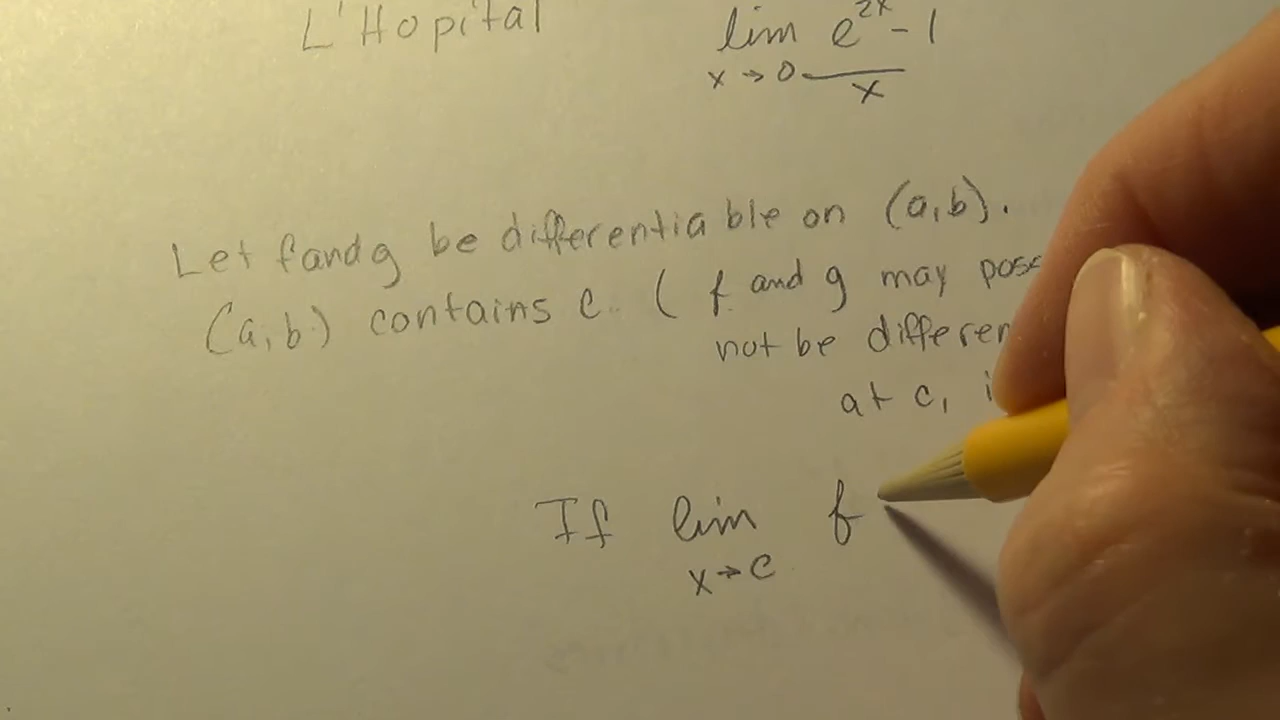 L'Hopital
lim e^{2x} - 1
x → 0 x
Let f and g be differentiable on (a,b).
(a,b) contains c. ( f and g may
not be
at c,
If lim f
x → c